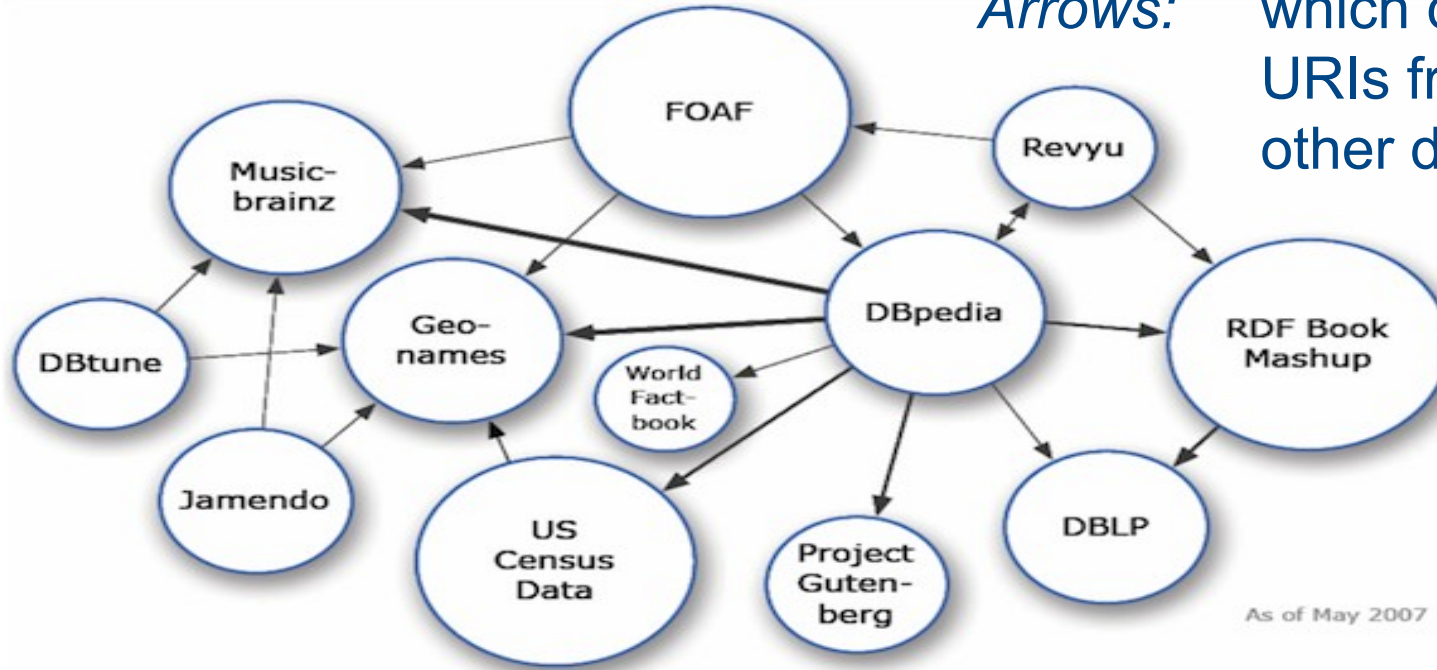 Arrows: which
URIs
other
FOAF
Revyu
Music-
brainz
DBpedia
Geo-
names
RDF Book
Mashup
DBtune
World
Fact-
book
Jamendo
US
Census
Data
Project
Guten-
berg
DBLP
As of May 2007